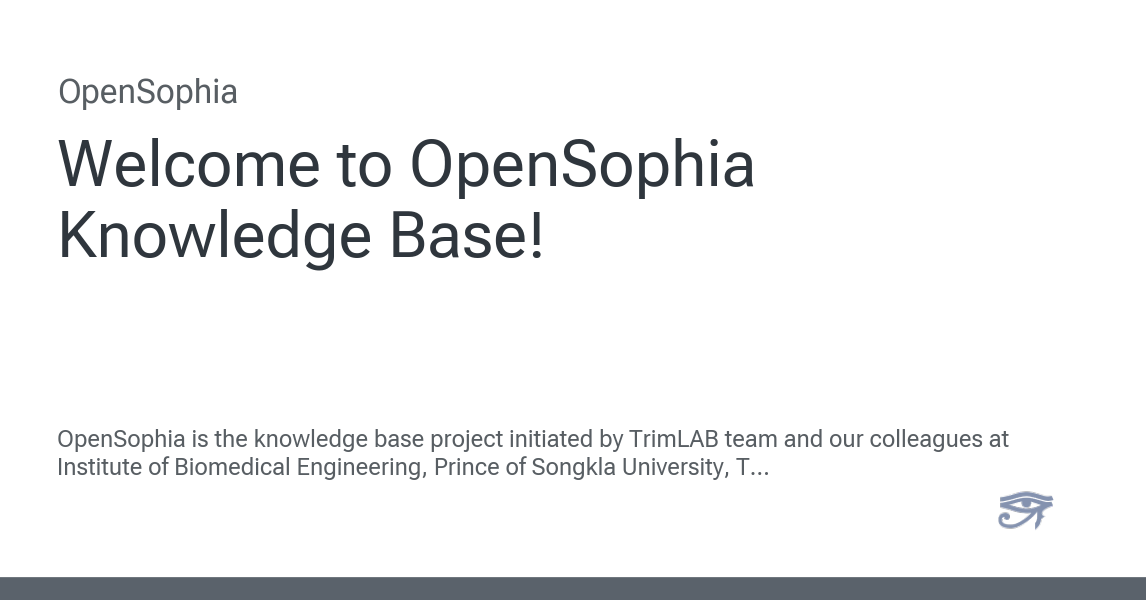 OpenSophia
Welcome to OpenSophia
Knowledge Base!
OpenSophia is the knowledge base project initiated by TrimLAB team and our colleagues at
Institute of Biomedical Engineering, Prince of Songkla University, T...